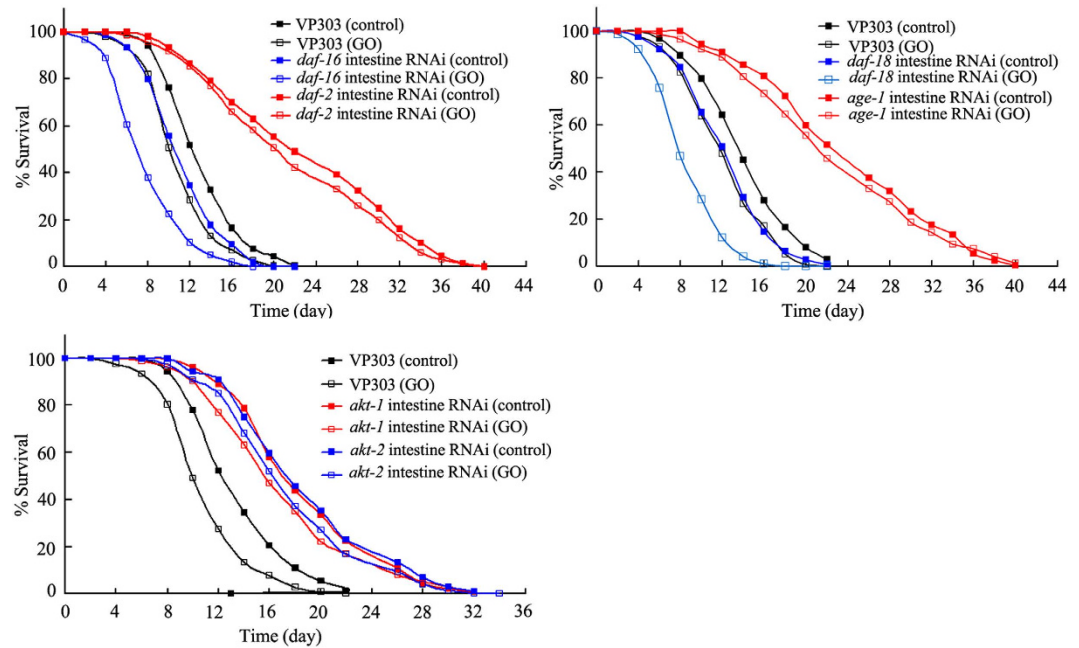 % Survival
100
80
60
40
20
0
0 4 8 12 16 20 24 28 32 36 40 44
Time (day)
VP303 (control)
VP303 (GO)
daf-16 intestine RNAi (control)
daf-16 intestine RNAi (GO)
daf-2 intestine RNAi (control)
daf-2 intestine RNAi (GO)
% Survival
100
80
60
40
20
0
0 4 8 12 16 20 24 28 32 36 40 44
Time (day)
VP303 (control)
VP303 (GO)
daf-18 intestine RNAi (control)
daf-18 intestine RNAi (GO)
age-1 intestine RNAi (control)
age-1 intestine RNAi (GO)
% Survival
100
80
60
40
20
0
0 4 8 12 16 20 24 28 32 36
Time (day)
VP303 (control)
VP303 (GO)
akt-1 intestine RNAi (control)
akt-1 intestine RNAi (GO)
akt-2 intestine RNAi (control)
akt-2 intestine RNAi (GO)